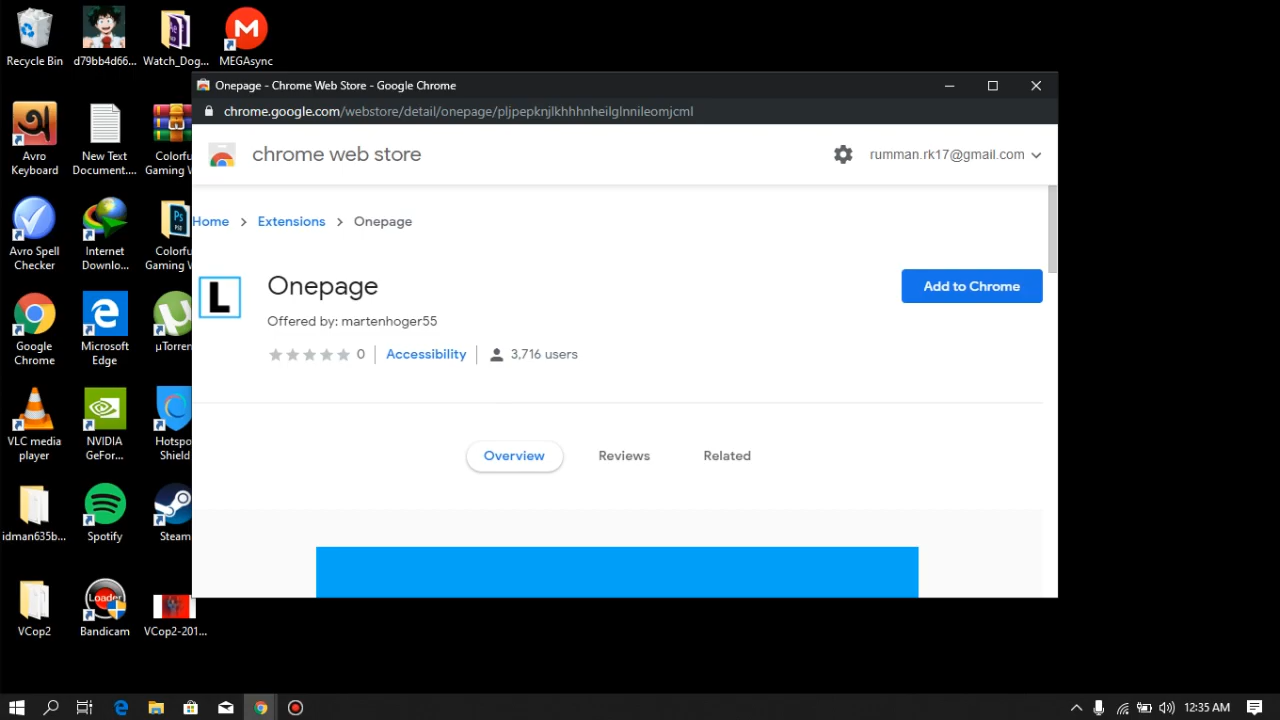 Recycle Bin
d79bb4d66...
Watch_Dog...
MEGAsync
Onepage - Chrome Web Store - Google Chrome
chrome.google.com/webstore/detail/onepage/pljpepknjlkhhhnheilglnnileomjcml
chrome web store
rumman.rk17@gmail.com
Home > Extensions > Onepage
L
Onepage
Add to Chrome
Offered by: martenhoger55
0
Accessibility
3,716 users
Overview
Reviews
Related
Avro
Keyboard
New Text
Document....
Colorfu
Gaming W
Avro Spell
Checker
Internet
Downlo...
Ps
PSE
Colorfu
Gaming W
Google
Chrome
Microsoft
Edge
µTorren
VLC media
player
NVIDIA
GeFor...
Hotspo
Shield
idman635b...
Spotify
Steam
Loader
VCop2
Bandicam
VCop2-201...
12:35 AM